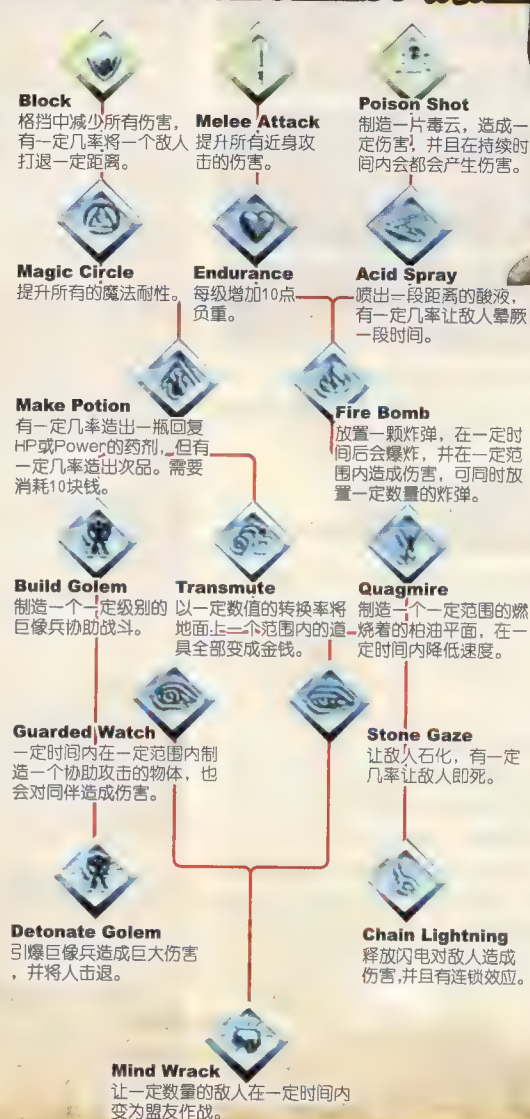 Block
格挡中减少所有伤害，
有一定几率将一个敌人
打退一定距离。
Melee Attack
提升所有近身攻
击的伤害。
Poison Shot
制造一片毒云，造成一
定伤害，并且在持续时
间内会都会产生伤害。
Magic Circle
提升所有的魔法耐性。
Endurance
每级增加10点
负重。
Acid Spray
喷出一段距离的酸液，
有一定几率让敌人晕厥
一段时间。
Make Potion
有一定几率造出一瓶回复
HP或Power的药剂，但有
一定几率造出次品。需要
消耗10块钱。
Fire Bomb
放置一颗炸弹，在一定时
间后会爆炸，并在一定范
围内造成伤害，可同时放
置一定数量的炸弹。
Build Golem
制造一个一定级别的
巨像兵协助战斗。
Transmute
以一定数值的转换率将
地面上一个范围内的道
具全部变成金钱。
Quagmire
制造一个一定范围的燃
烧着的柏油平面，在一
定时间内降低速度。
Guarded Watch
一定时间内在一定范围内制
造一个协助攻击的物体，也
会对同伴造成伤害。
Stone Gaze
让敌人石化，有一定
几率让敌人即死。
Detonate Golem
引爆巨像兵造成巨大伤害
，并将人击退。
Chain Lightning
释放闪电对敌人造成
伤害,并且有连锁效应。
Mind Wrack
让一定数量的敌人在一定时间内
变为盟友作战。